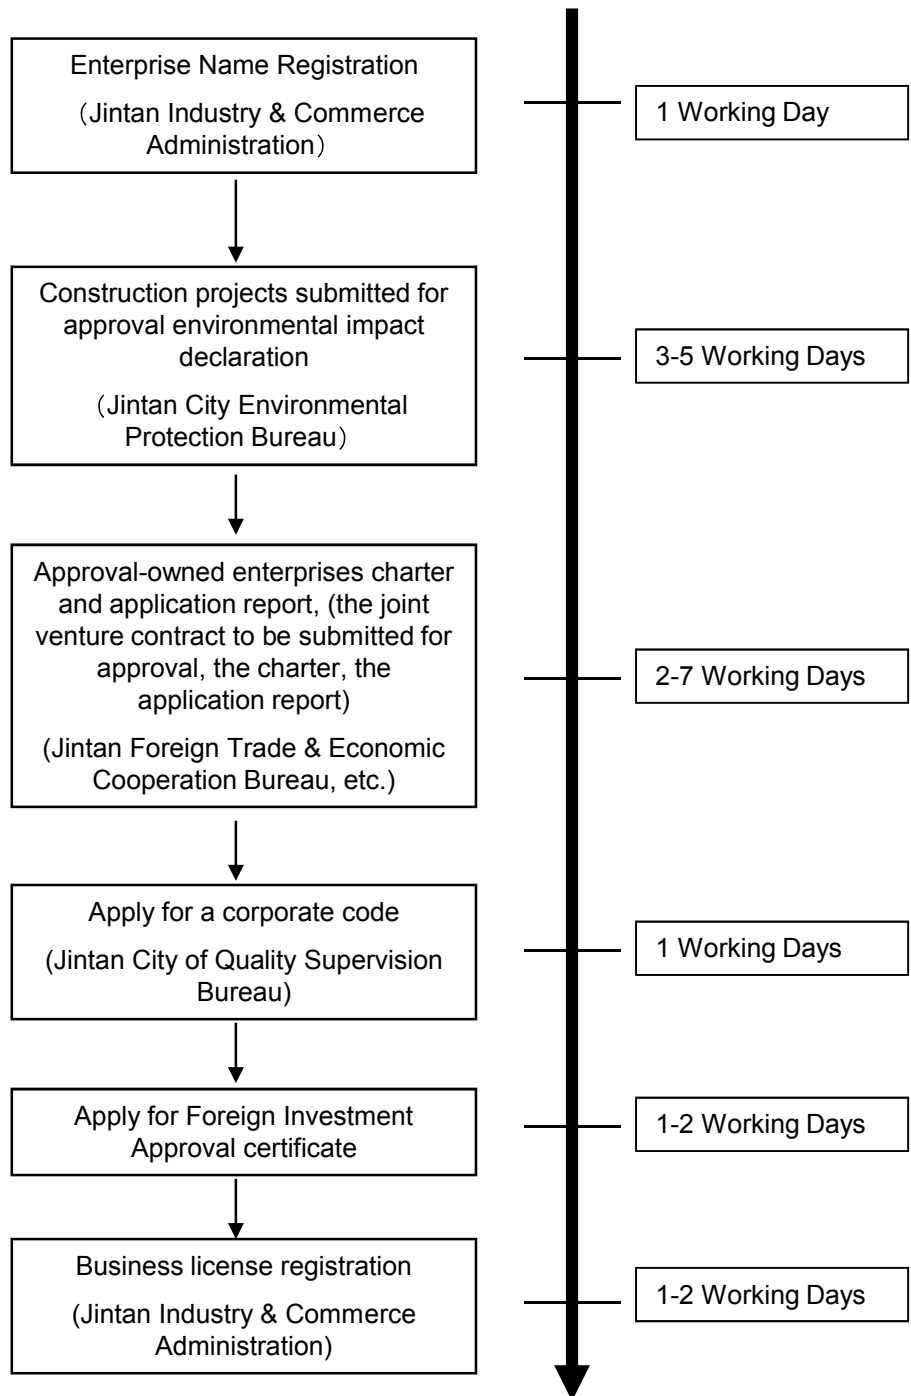 Enterprise Name Registration
（Jintan Industry & Commerce
Administration）
1 Working Day
Construction projects submitted for
approval environmental impact
declaration
（Jintan City Environmental
Protection Bureau）
3-5 Working Days
Approval-owned enterprises charter
and application report, (the joint
venture contract to be submitted for
approval, the charter, the
application report)
(Jintan Foreign Trade & Economic
Cooperation Bureau, etc.)
2-7 Working Days
Apply for a corporate code
(Jintan City of Quality Supervision
Bureau)
1 Working Days
Apply for Foreign Investment
Approval certificate
1-2 Working Days
Business license registration
(Jintan Industry & Commerce
Administration)
1-2 Working Days